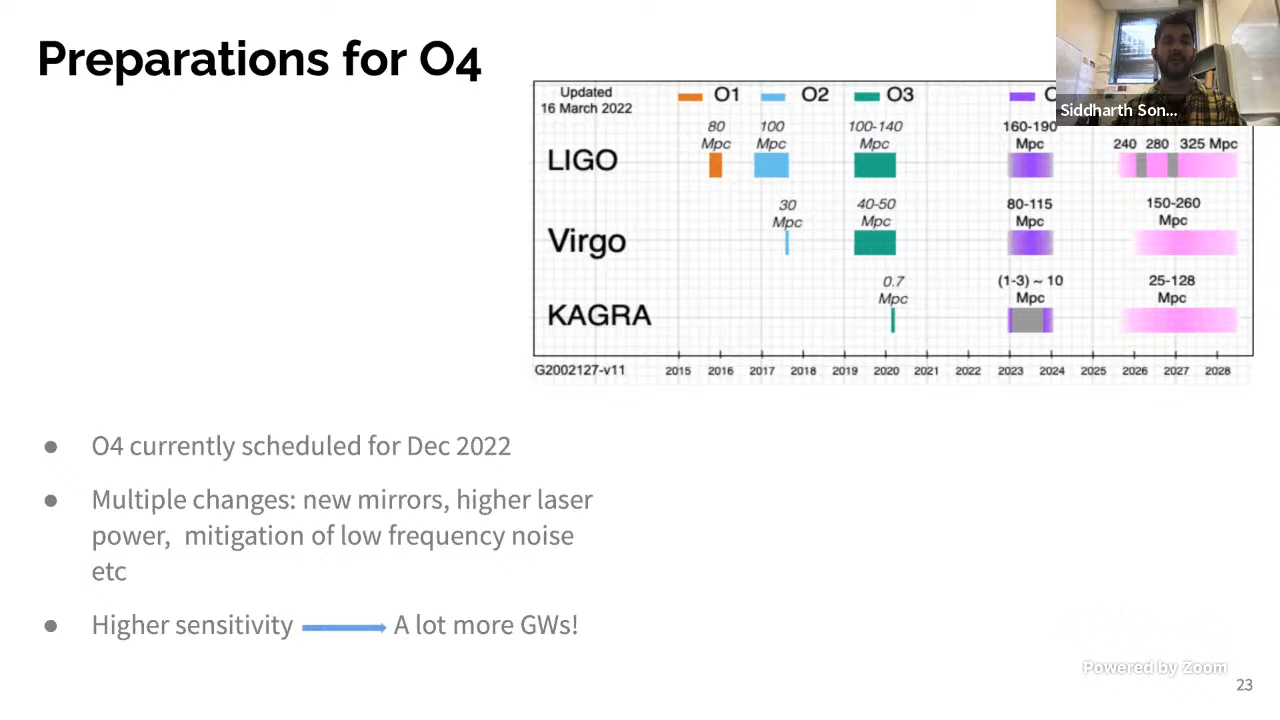 Preparations for O4
Siddharth Son...
Updated
16 March 2022
O1
O2
O3
80
Mpc
100
Mpc
100-140
Mpc
160-190
Mpc
240 280 325 Mpc
LIGO
30
Mpc
40-50
Mpc
80-115
Mpc
150-260
Mpc
Virgo
0.7
Mpc
(1-3) ~ 10
Mpc
25-128
Mpc
KAGRA
G2002127-v11
2015 2016 2017 2018 2019 2020 2021 2022 2023 2024 2025 2026 2027 2028
● O4 currently scheduled for Dec 2022
● Multiple changes: new mirrors, higher laser
power, mitigation of low frequency noise
etc
● Higher sensitivity A lot more GWs!
Powered by Zoom
23